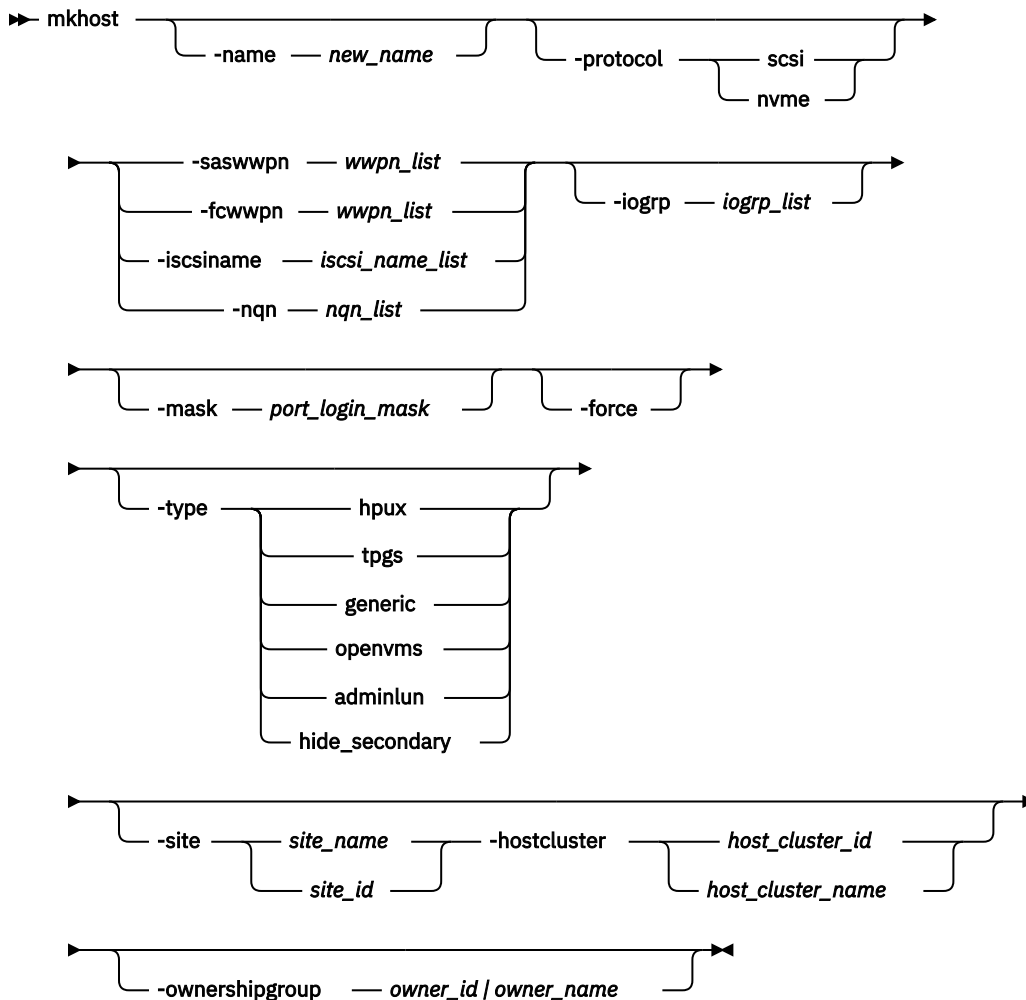 mkhost
-name new_name
-protocol scsi
nvme
-saswwpn wwpn_list
-fcwwpn wwpn_list
-iscsiname iscsi_name_list
-nqn nqn_list
-iogrp iogrp_list
-mask port_login_mask
-force
-type hpux
tpgs
generic
openvms
adminlun
hide_secondary
-site site_name -hostcluster host_cluster_id
site_id host_cluster_name
-ownershipgroup owner_id / owner_name